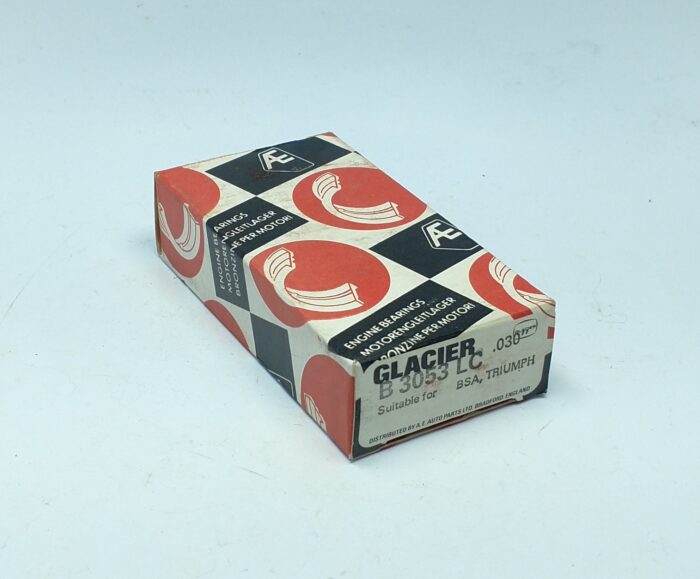 AE
ENGINE BEARINGS
MOTORENGLEITLAGER
BRONZINE PER MOTORI
AE
ENGINE BEARINGS
MOTORENGLEITLAGER
BRONZINE PER MOTORI
GLACIER
B 3053 LC .030
Suitable for BSA, TRIUMPH
DISTRIBUTED BY A.E. AUTO PARTS LTD. BRADFORD ENGLAND